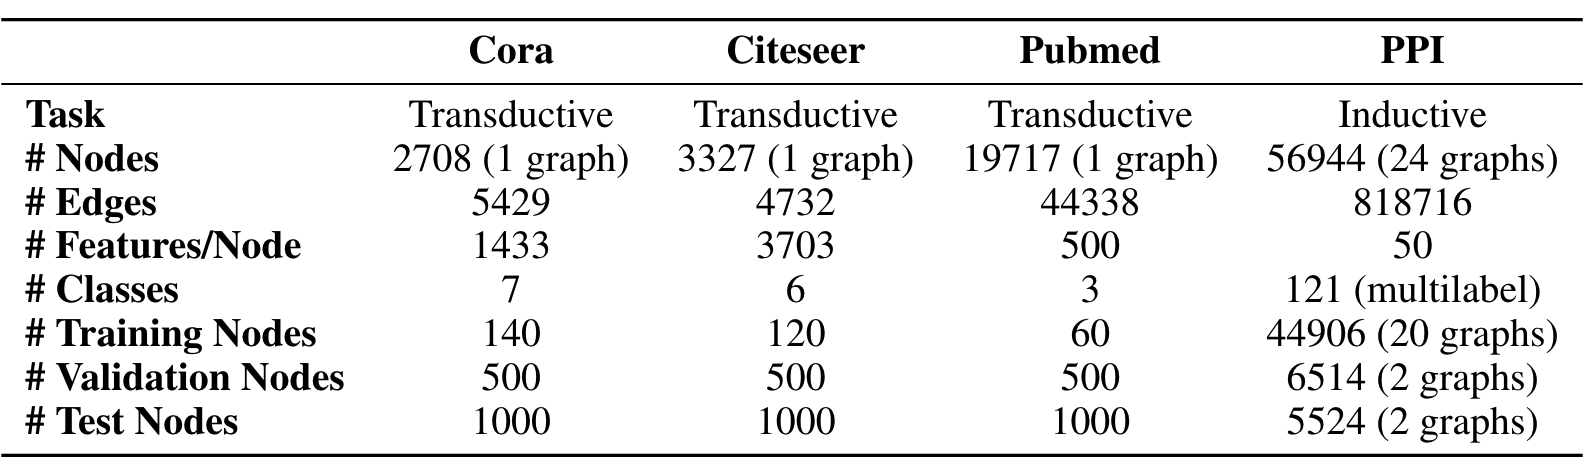 Cora Citeseer Pubmed PPI
Task Transductive Transductive Transductive Inductive
# Nodes 2708 (1 graph) 3327 (1 graph) 19717 (1 graph) 56944 (24 graphs)
# Edges 5429 4732 44338 818716
# Features/Node 1433 3703 500 50
# Classes 7 6 3 121 (multilabel)
# Training Nodes 140 120 60 44906 (20 graphs)
# Validation Nodes 500 500 500 6514 (2 graphs)
# Test Nodes 1000 1000 1000 5524 (2 graphs)